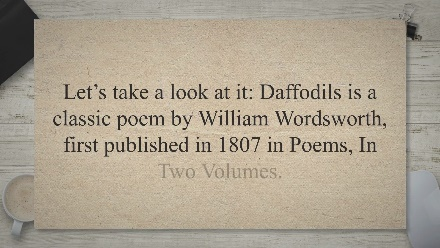 Let’s take a look at it: Daffodils is a
classic poem by William Wordsworth,
first published in 1807 in Poems, In
Two Volumes.